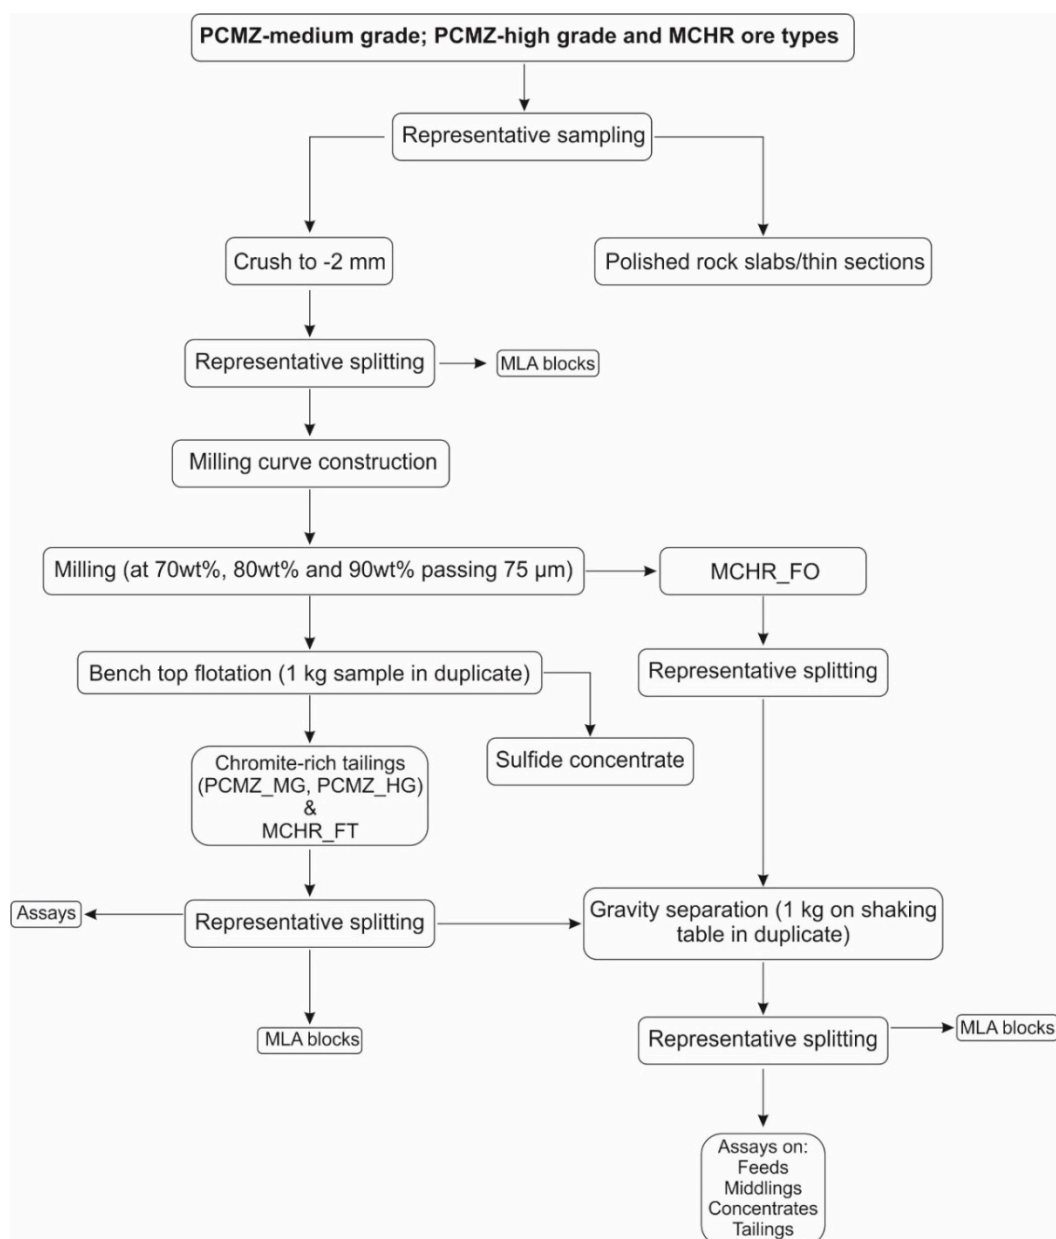 PCMZ-medium grade; PCMZ-high grade and MCHR ore types
Representative sampling
Crush to -2 mm
Polished rock slabs/thin sections
Representative splitting
MLA blocks
Milling curve construction
Milling (at 70wt%, 80wt% and 90wt% passing 75 µm)
MCHR_FO
Bench top flotation (1 kg sample in duplicate)
Representative splitting
Sulfide concentrate
Chromite-rich tailings
(PCMZ_MG, PCMZ_HG)
&
MCHR_FT
Assays
Representative splitting
Gravity separation (1 kg on shaking
table in duplicate)
MLA blocks
Representative splitting
MLA blocks
Assays on:
Feeds
Middlings
Concentrates
Tailings